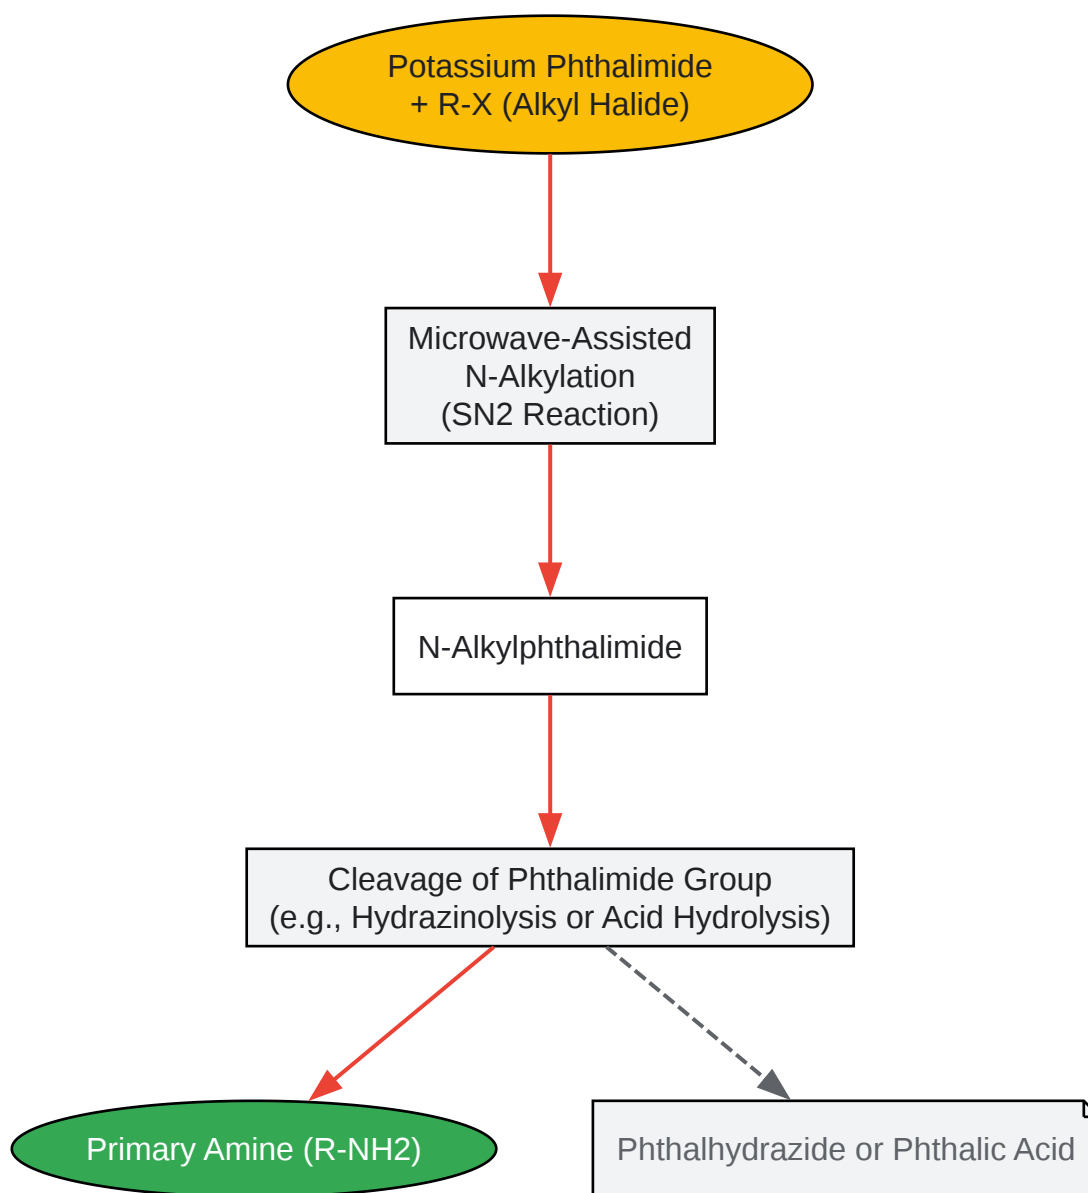 Potassium Phthalimide
+ R-X (Alkyl Halide)
Microwave-Assisted
N-Alkylation
(SN2 Reaction)
N-Alkylphthalimide
Cleavage of Phthalimide Group
(e.g., Hydrazinolysis or Acid Hydrolysis)
Primary Amine (R-NH2)
Phthalhydrazide or Phthalic Acid